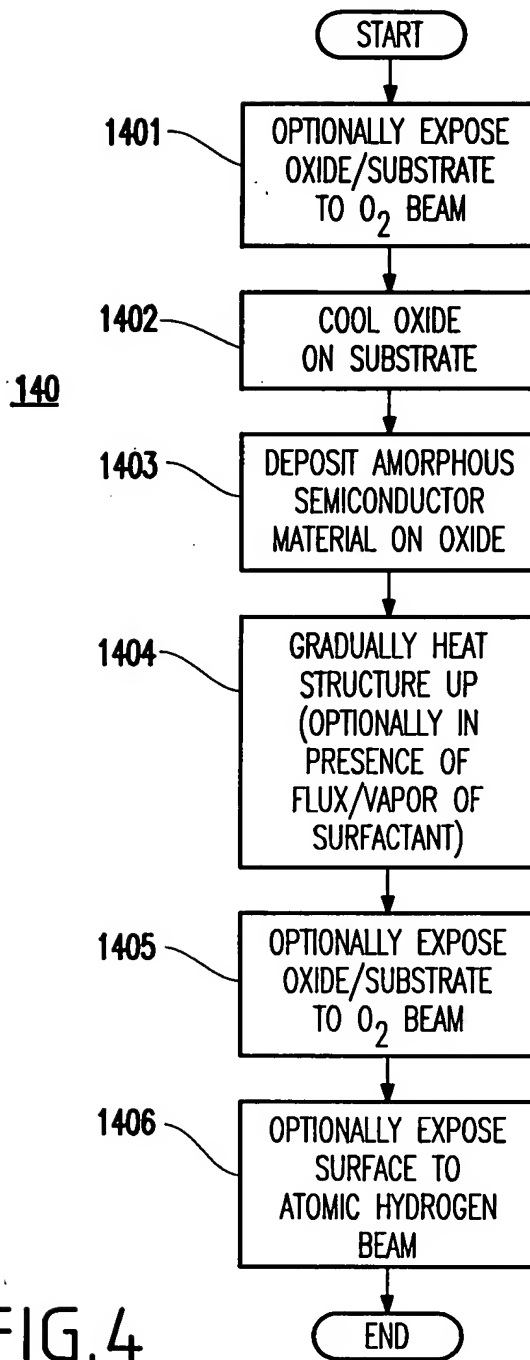 START
1401
OPTIONALLY EXPOSE
OXIDE/SUBSTRATE
TO O2 BEAM
1402
COOL OXIDE
ON SUBSTRATE
140
1403
DEPOSIT AMORPHOUS
SEMICONDUCTOR
MATERIAL ON OXIDE
1404
GRADUALLY HEAT
STRUCTURE UP
(OPTIONALLY IN
PRESENCE OF
FLUX/VAPOR OF
SURFACTANT)
1405
OPTIONALLY EXPOSE
OXIDE/SUBSTRATE
TO O2 BEAM
1406
OPTIONALLY EXPOSE
SURFACE TO
ATOMIC HYDROGEN
BEAM
END
FIG.4